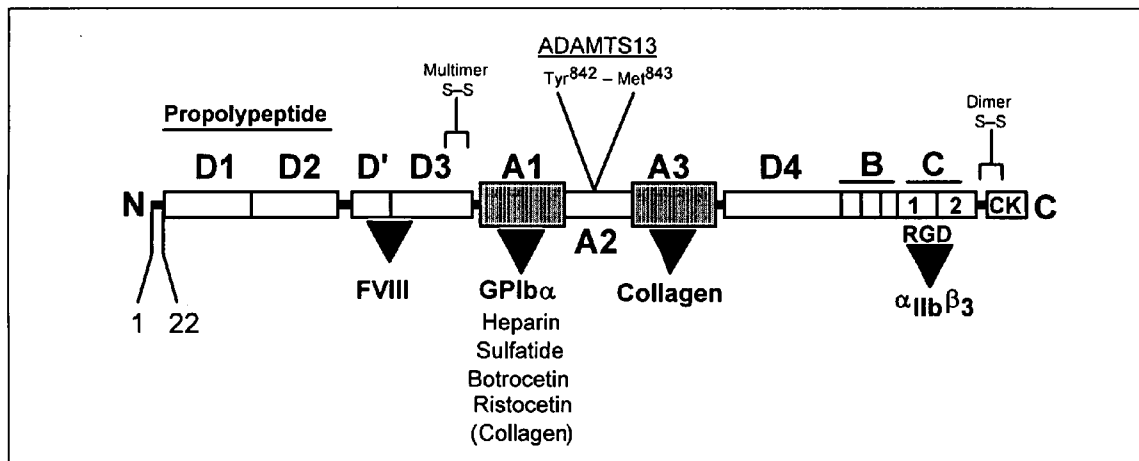 ADAMTS13
Tyr842 – Met843
Multimer
S–S
Dimer
S–S
Propolypeptide
D1 D2 D' D3 A1 A3 D4 B C
N 1 2 CK C
A2
RGD
FVIII GPIbα Collagen αIIbβ3
1 22
Heparin
Sulfatide
Botrocetin
Ristocetin
(Collagen)